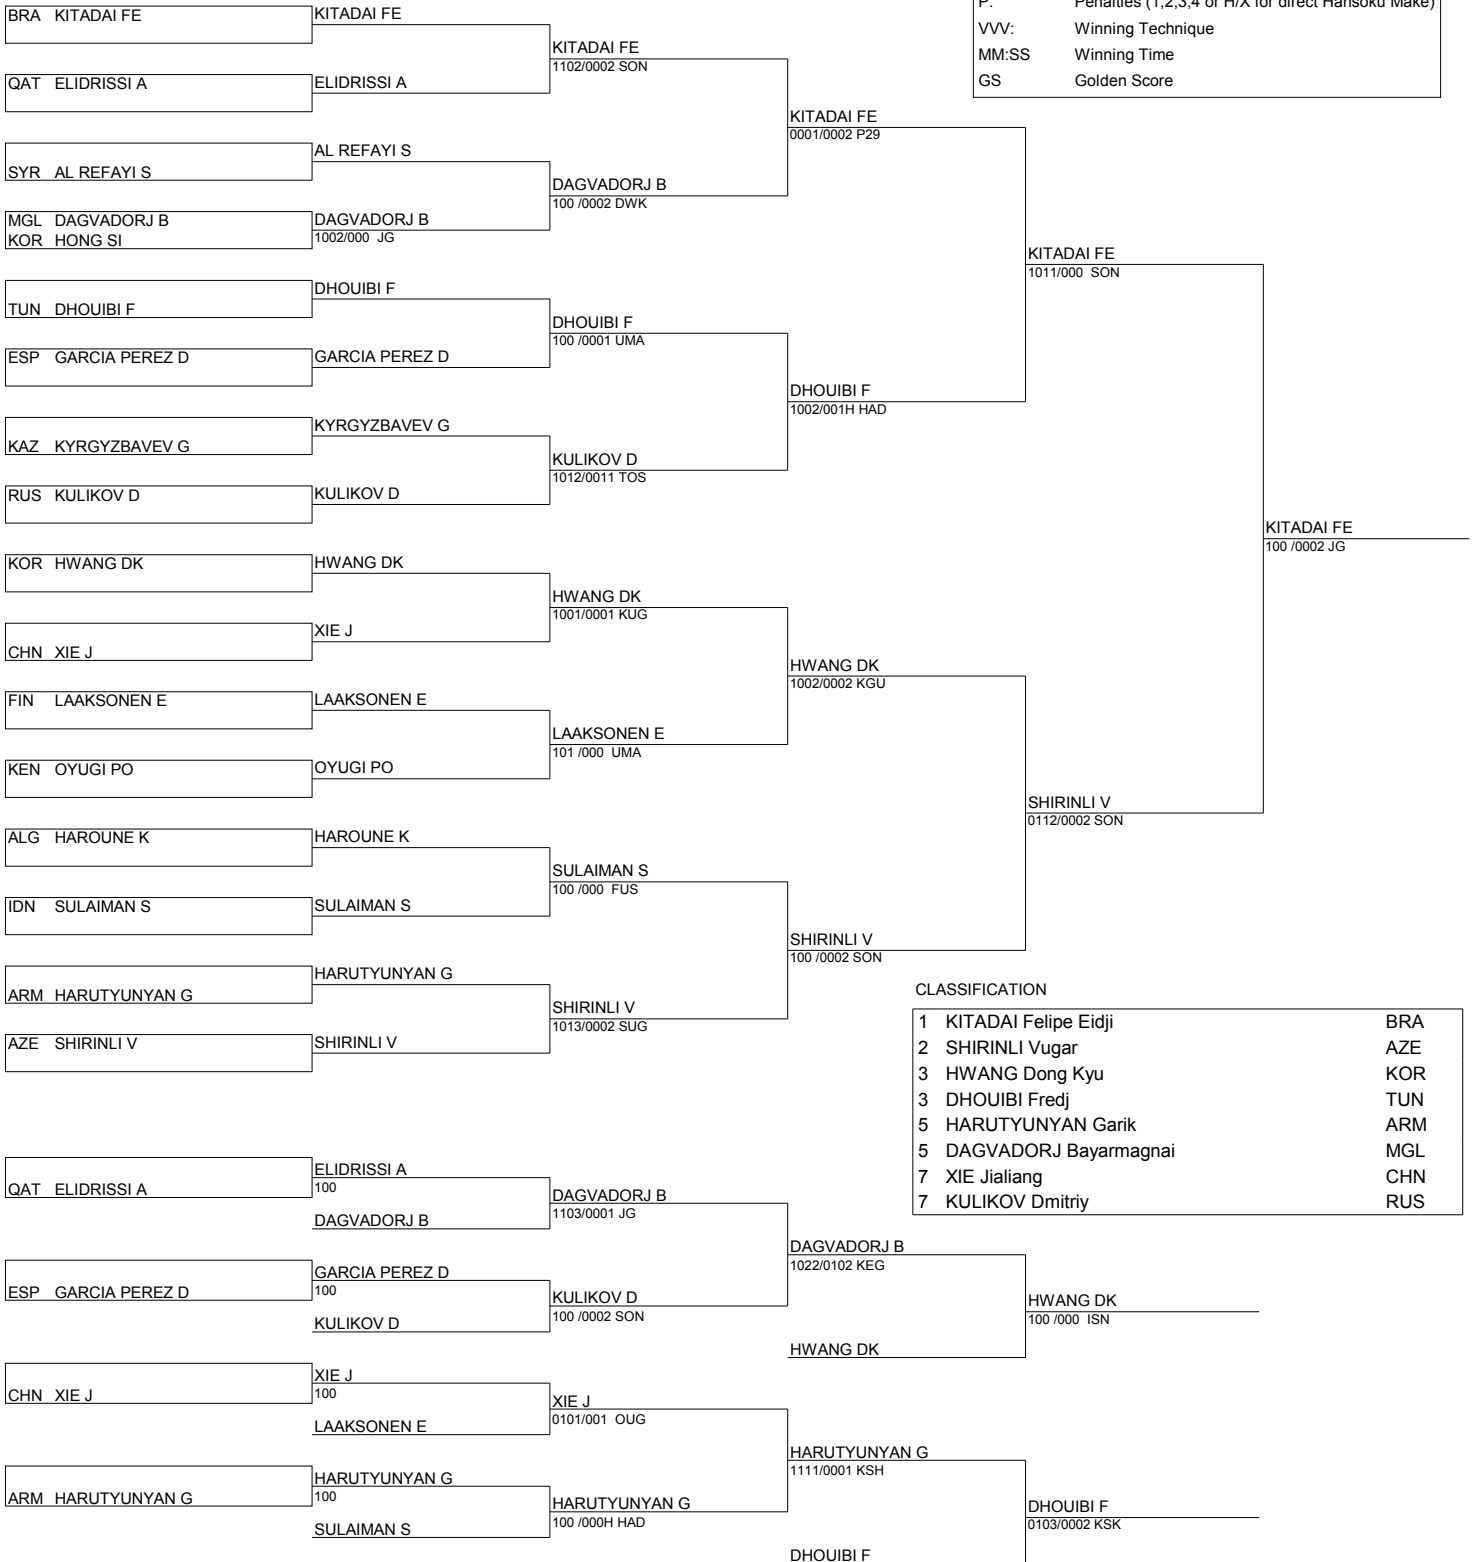 P: Penalties (1,2,3,4 or H/X for direct Hansoku Make)
VVV: Winning Technique
MM:SS Winning Time
GS Golden Score
BRA KITADAI FE
KITADAI FE
KITADAI FE
1102/0002 SON
QAT ELIDRISSI A
ELIDRISSI A
KITADAI FE
0001/0002 P29
SYR AL REFAYI S
AL REFAYI S
DAGVADORJ B
100 /0002 DWK
MGL DAGVADORJ B
KOR HONG SI
DAGVADORJ B
1002/000 JG
KITADAI FE
1011/000 SON
TUN DHOUIBI F
DHOUIBI F
DHOUIBI F
100 /0001 UMA
ESP GARCIA PEREZ D
GARCIA PEREZ D
DHOUIBI F
1002/001H HAD
KAZ KYRGYZBAVEV G
KYRGYZBAVEV G
KULIKOV D
1012/0011 TOS
RUS KULIKOV D
KULIKOV D
KITADAI FE
100 /0002 JG
KOR HWANG DK
HWANG DK
HWANG DK
1001/0001 KUG
CHN XIE J
XIE J
HWANG DK
1002/0002 KGU
FIN LAAKSONEN E
LAAKSONEN E
LAAKSONEN E
101 /000 UMA
KEN OYUGI PO
OYUGI PO
SHIRINLI V
0112/0002 SON
ALG HAROUNE K
HAROUNE K
SULAIMAN S
100 /000 FUS
IDN SULAIMAN S
SULAIMAN S
SHIRINLI V
100 /0002 SON
ARM HARUTYUNYAN G
HARUTYUNYAN G
SHIRINLI V
1013/0002 SUG
AZE SHIRINLI V
SHIRINLI V
CLASSIFICATION
1 KITADAI Felipe Eidji BRA
2 SHIRINLI Vugar AZE
3 HWANG Dong Kyu KOR
3 DHOUIBI Fredj TUN
5 HARUTYUNYAN Garik ARM
5 DAGVADORJ Bayarmagnai MGL
7 XIE Jialiang CHN
7 KULIKOV Dmitriy RUS
QAT ELIDRISSI A
ELIDRISSI A
100
DAGVADORJ B
DAGVADORJ B
1103/0001 JG
DAGVADORJ B
1022/0102 KEG
ESP GARCIA PEREZ D
GARCIA PEREZ D
100
KULIKOV D
KULIKOV D
100 /0002 SON
HWANG DK
HWANG DK
100 /000 ISN
CHN XIE J
XIE J
100
LAAKSONEN E
XIE J
0101/001 OUG
HARUTYUNYAN G
1111/0001 KSH
ARM HARUTYUNYAN G
HARUTYUNYAN G
100
SULAIMAN S
HARUTYUNYAN G
100 /000H HAD
DHOUIBI F
DHOUIBI F
0103/0002 KSK